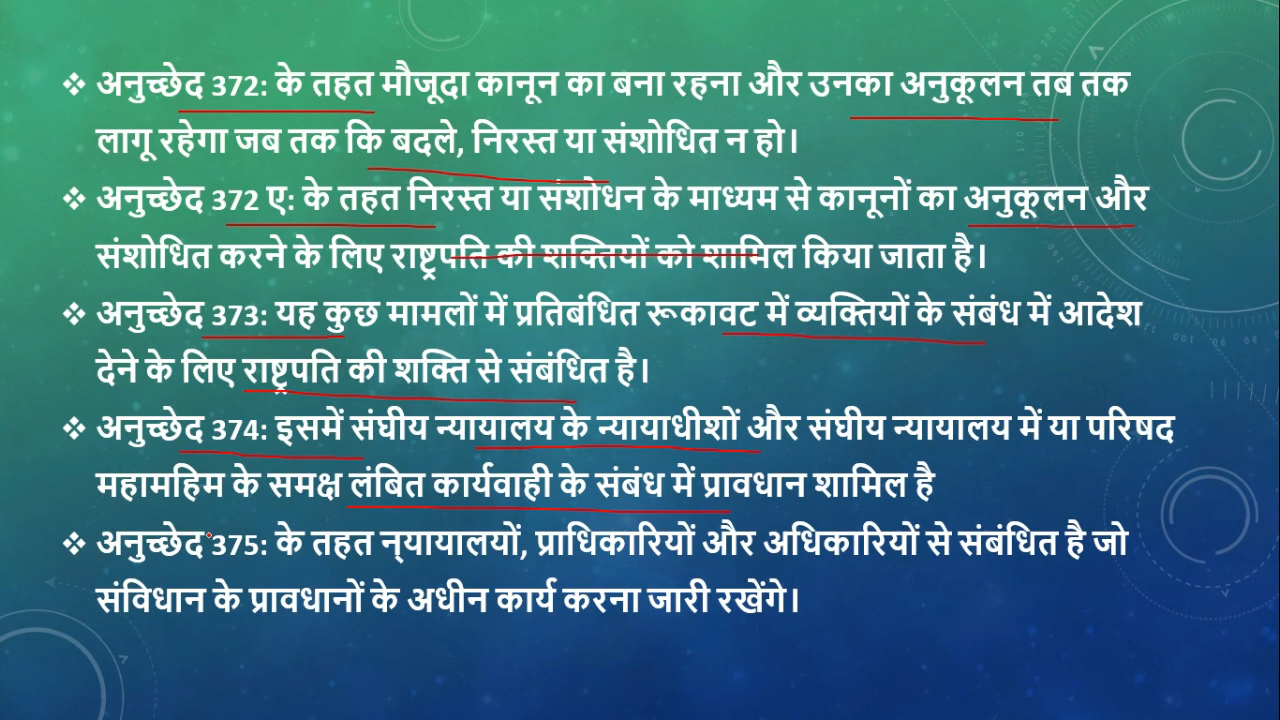 ❖ अनुच्छेद 372: के तहत मौजूदा कानून का बना रहना और उनका अनुकूलन तब तक
लागू रहेगा जब तक कि बदले, निरस्त या संशोधित न हो।
❖ अनुच्छेद 372 ए: के तहत निरस्त या संशोधन के माध्यम से कानूनों का अनुकूलन और
संशोधित करने के लिए राष्ट्रपति की शक्तियों को शामिल किया जाता है।
❖ अनुच्छेद 373: यह कुछ मामलों में प्रतिबंधित रूकावट में व्यक्तियों के संबंध में आदेश
देने के लिए राष्ट्रपति की शक्ति से संबंधित है।
❖ अनुच्छेद 374: इसमें संघीय न्यायालय के न्यायाधीशों और संघीय न्यायालय में या परिषद
महामहिम के समक्ष लंबित कार्यवाही के संबंध में प्रावधान शामिल है
❖ अनुच्छेद 375: के तहत न्‌यायालयों, प्राधिकारियों और अधिकारियों से संबंधित है जो
संविधान के प्रावधानों के अधीन कार्य करना जारी रखेंगे।